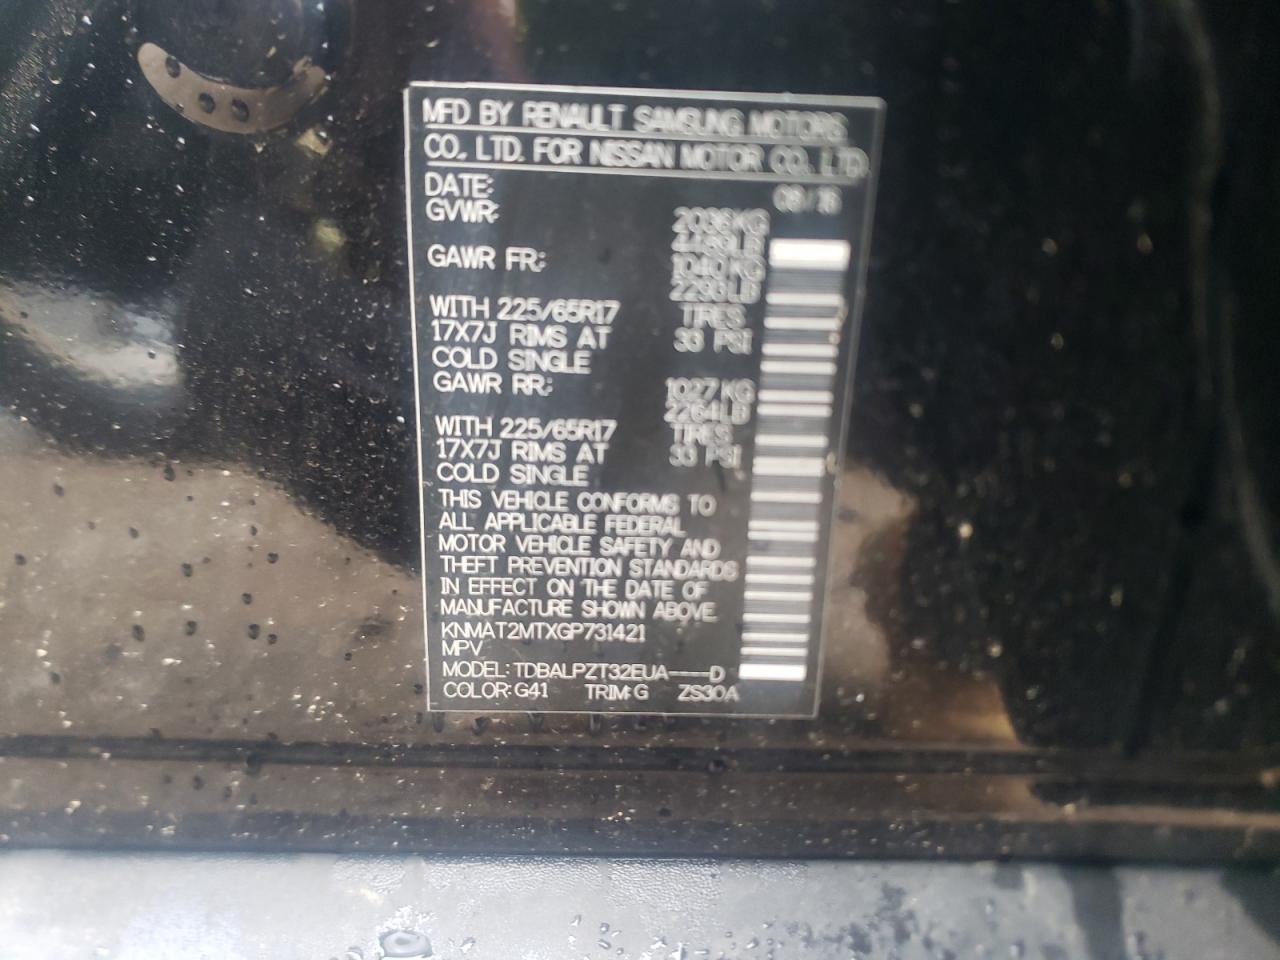 MFD BY RENAULT SAMSUNG MOTORS
CO., LTD. FOR NISSAN MOTOR CO., LTD.
DATE: 08/16
GVWR: 2036KG
4489LB
GAWR FR: 1040KG
2293LB
WITH 225/65R17 TIRES
17X7J RIMS AT 33 PSI
COLD SINGLE
GAWR RR: 1027KG
2264LB
WITH 225/65R17 TIRES
17X7J RIMS AT 33 PSI
COLD SINGLE
THIS VEHICLE CONFORMS TO
ALL APPLICABLE FEDERAL
MOTOR VEHICLE SAFETY AND
THEFT PREVENTION STANDARDS
IN EFFECT ON THE DATE OF
MANUFACTURE SHOWN ABOVE.
KNMAT2MTXGP731421
MPV
MODEL: TDBALPZT32EUA----D
COLOR: G41 TRIM: G ZS30A